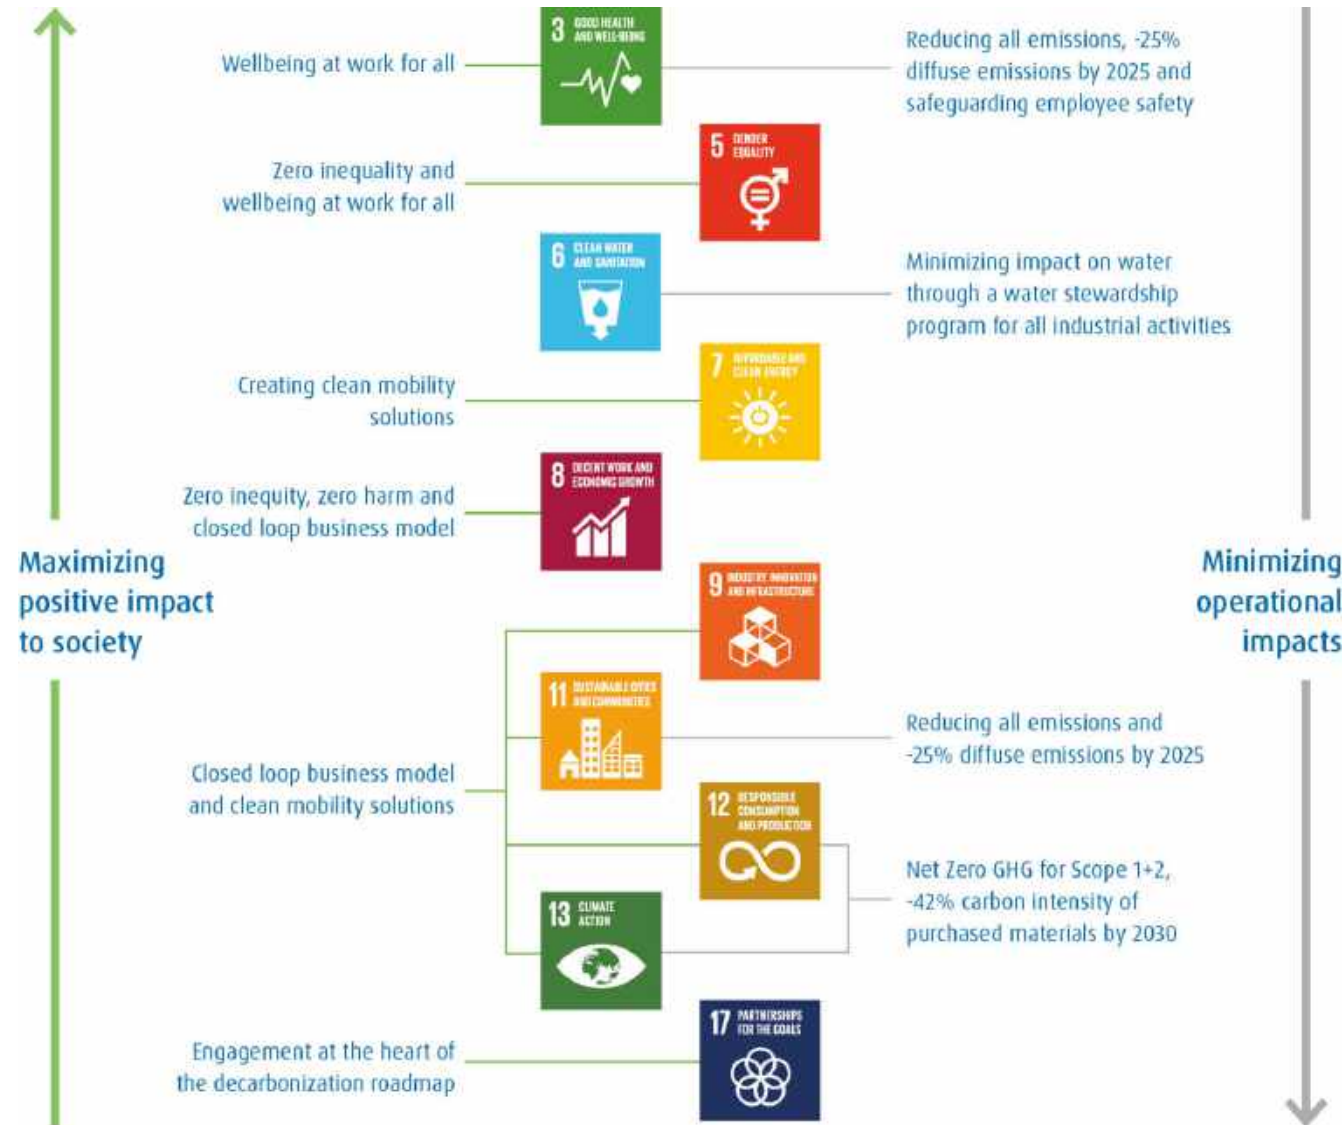 3 GOOD HEALTH
AND WELL-BEING
Wellbeing at work for all
Reducing all emissions, -25%
diffuse emissions by 2025 and
safeguarding employee safety
5 GENDER
EQUALITY
Zero inequality and
wellbeing at work for all
6 CLEAN WATER
AND SANITATION
Minimizing impact on water
through a water stewardship
program for all industrial activities
7 AFFORDABLE AND
CLEAN ENERGY
Creating clean mobility
solutions
8 DECENT WORK AND
ECONOMIC GROWTH
Zero inequity, zero harm and
closed loop business model
Maximizing
positive impact
to society
9 INDUSTRY, INNOVATION
AND INFRASTRUCTURE
Minimizing
operational
impacts
11 SUSTAINABLE CITIES
AND COMMUNITIES
Reducing all emissions and
-25% diffuse emissions by 2025
Closed loop business model
and clean mobility solutions
12 RESPONSIBLE
CONSUMPTION
AND PRODUCTION
Net Zero GHG for Scope 1+2,
-42% carbon intensity of
purchased materials by 2030
13 CLIMATE
ACTION
17 PARTNERSHIPS
FOR THE GOALS
Engagement at the heart of
the decarbonization roadmap